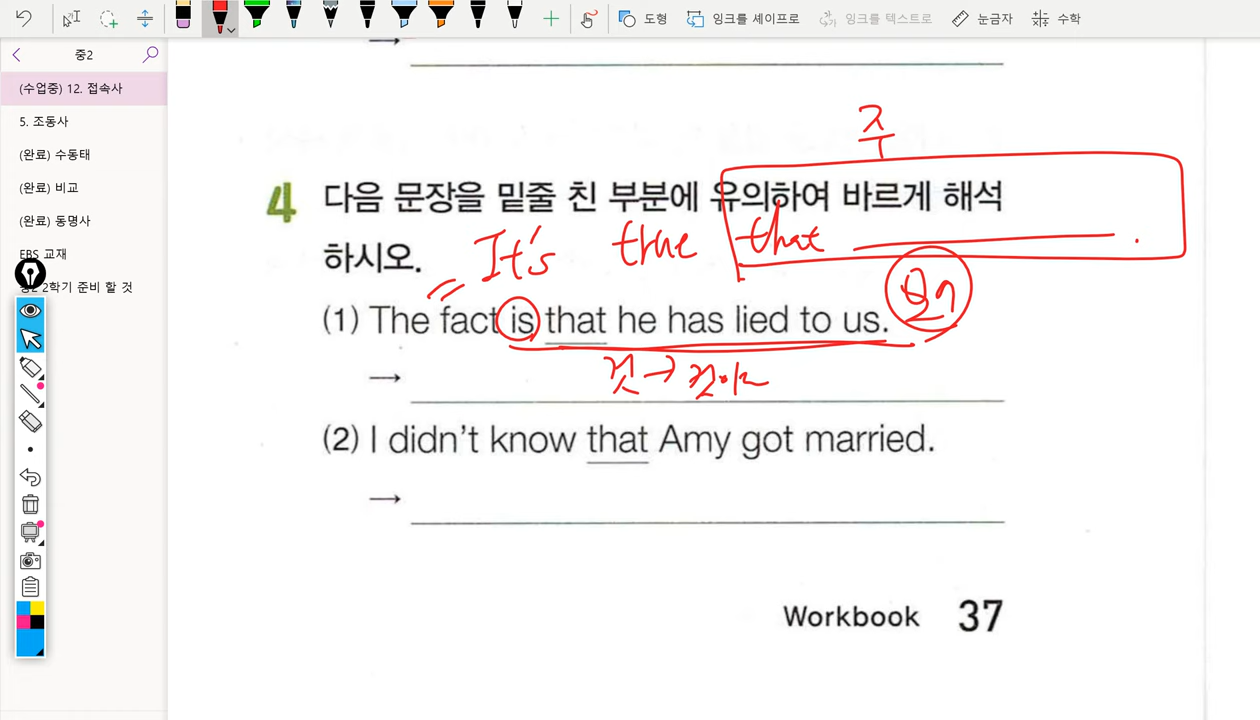 도형
잉크를 셰이프로
잉크를 텍스트로
눈금자
수학
중2
(수업중) 12. 접속사
5. 조동사
(완료) 수동태
(완료) 비교
(완료) 동명사
EBS 교재
2학기 준비 할 것
주
4 다음 문장을 밑줄 친 부분에 유의하여 바르게 해석
하시오.
It's true that .
(1) The fact is that he has lied to us.
→
것 → 것이다
(2) I didn't know that Amy got married.
→
Workbook 37